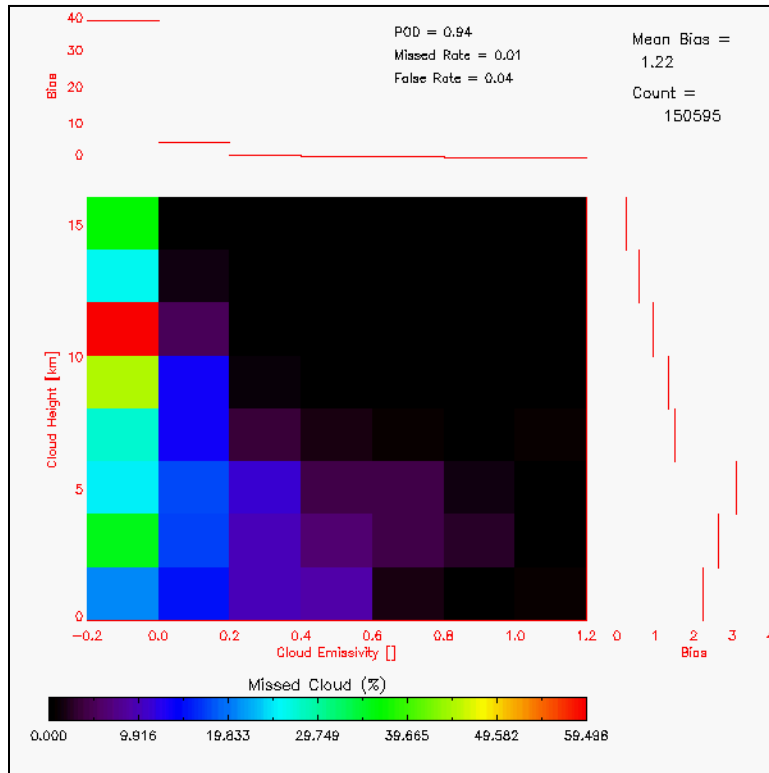 40
30
20
10
0
Bias
POD = 0.94
Missed Rate = 0.01
False Rate = 0.04
Mean Bias =
1.22
Count =
150595
15
10
5
0
Cloud Height [km]
-0.2 0.0 0.2 0.4 0.6 0.8 1.0 1.2
Cloud Emissivity []
0 1 2 3 4
Bias
Missed Cloud (%)
0.000 9.916 19.833 29.749 39.665 49.582 59.498